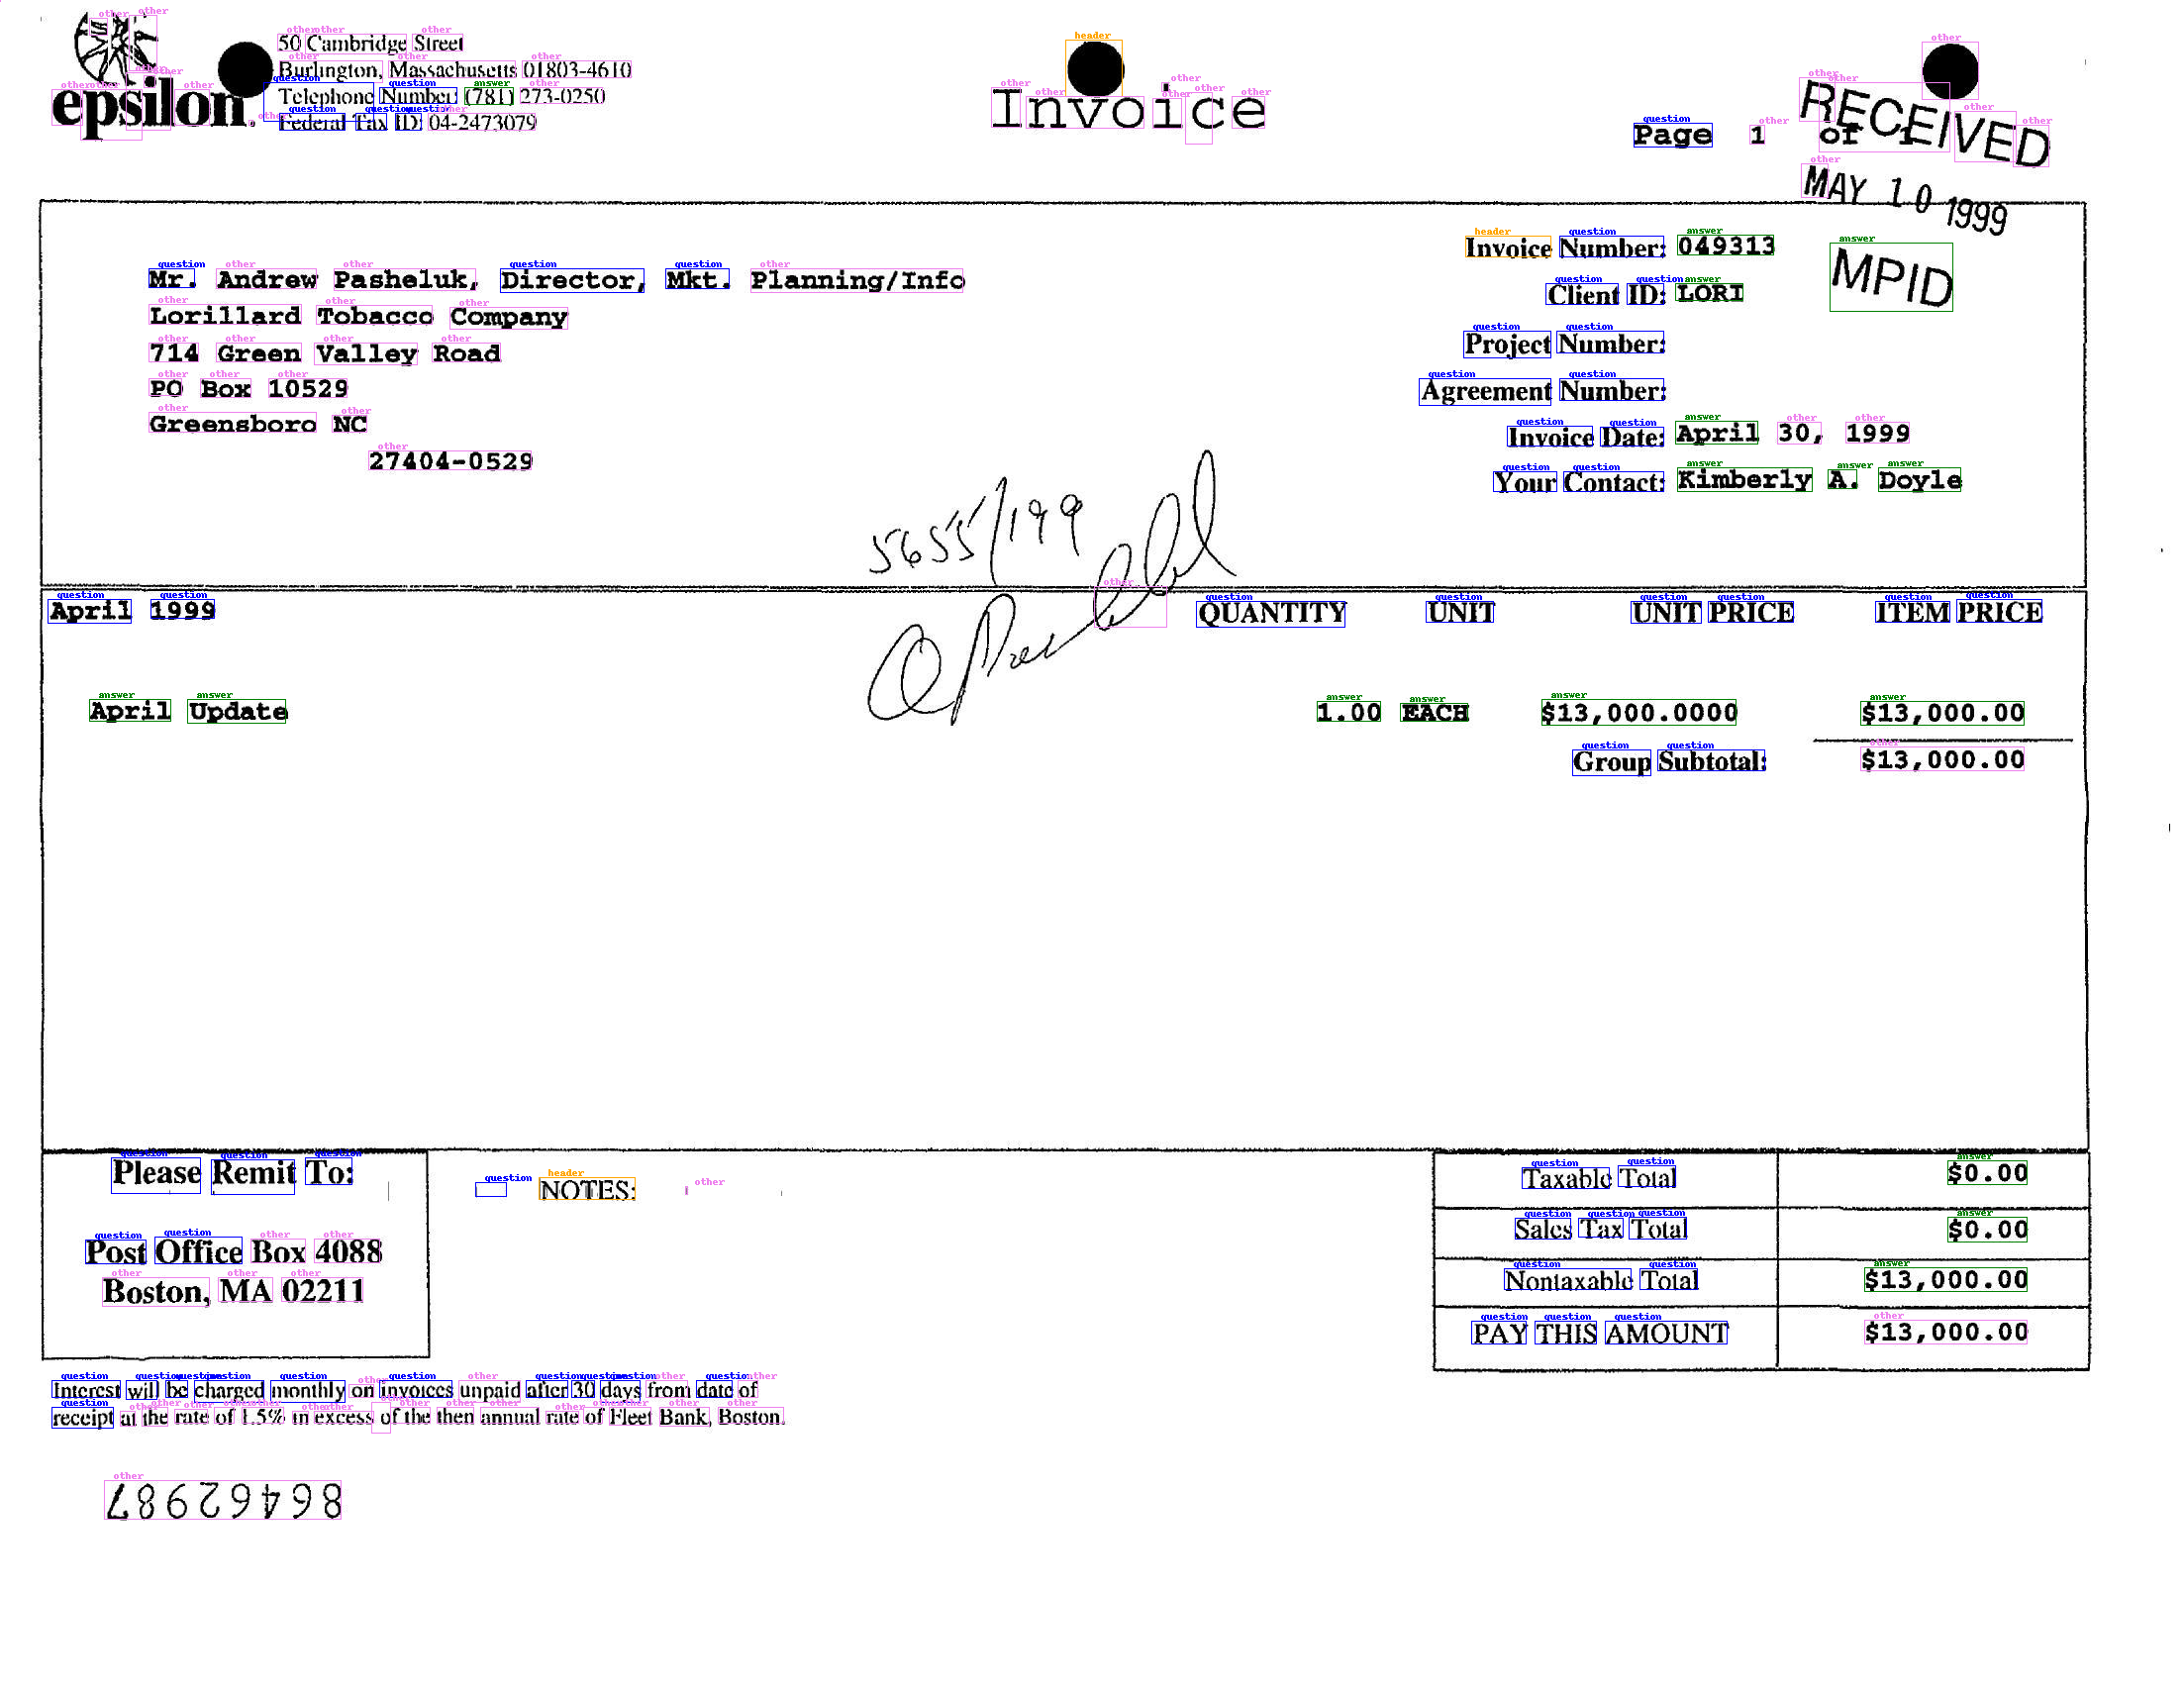 epsilon.
50 Cambridge Street
Burlington, Massachusetts 01803-4610
Telephone Number: (781) 273-0250
Federal Tax ID: 04-2473079
Invoice
Page 1 of 1
RECEIVED
MAY 10 1999
MPID
Mr. Andrew Pasheluk, Director, Mkt. Planning/Info
Lorillard Tobacco Company
714 Green Valley Road
PO Box 10529
Greensboro NC
27404-0529
Invoice Number: 049313
Client ID: LORI
Project Number:
Agreement Number:
Invoice Date: April 30, 1999
Your Contact: Kimberly A. Doyle
5655/199
April 1999 QUANTITY UNIT UNIT PRICE ITEM PRICE
April Update 1.00 EACH $13,000.0000 $13,000.00
Group Subtotal: $13,000.00
Please Remit To:
Post Office Box 4088
Boston, MA 02211
NOTES:
Taxable Total $0.00
Sales Tax Total $0.00
Nontaxable Total $13,000.00
PAY THIS AMOUNT $13,000.00
Interest will be charged monthly on invoices unpaid after 30 days from date of
receipt at the rate of 1.5% in excess of the then annual rate of Fleet Bank, Boston.
86462987